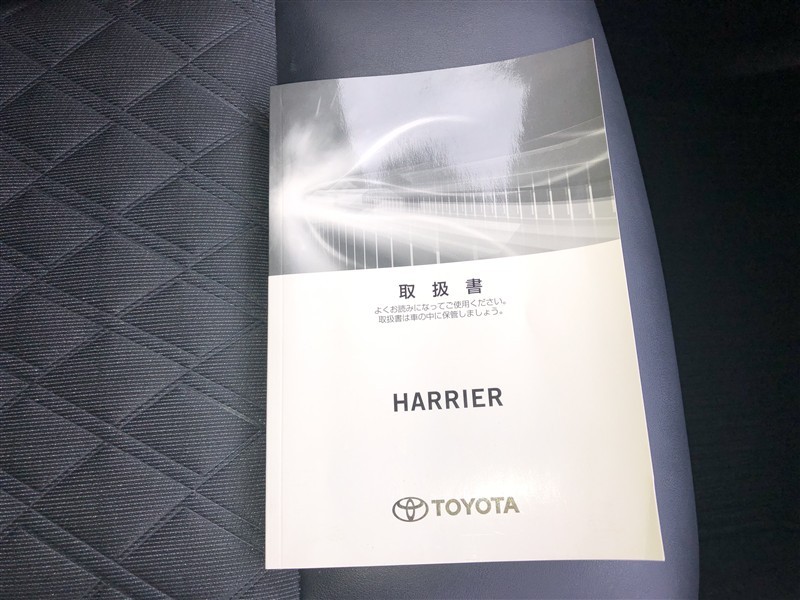 取扱書
よくお読みになってご使用ください。
取扱書は車の中に保管しましょう。
HARRIER
TOYOTA